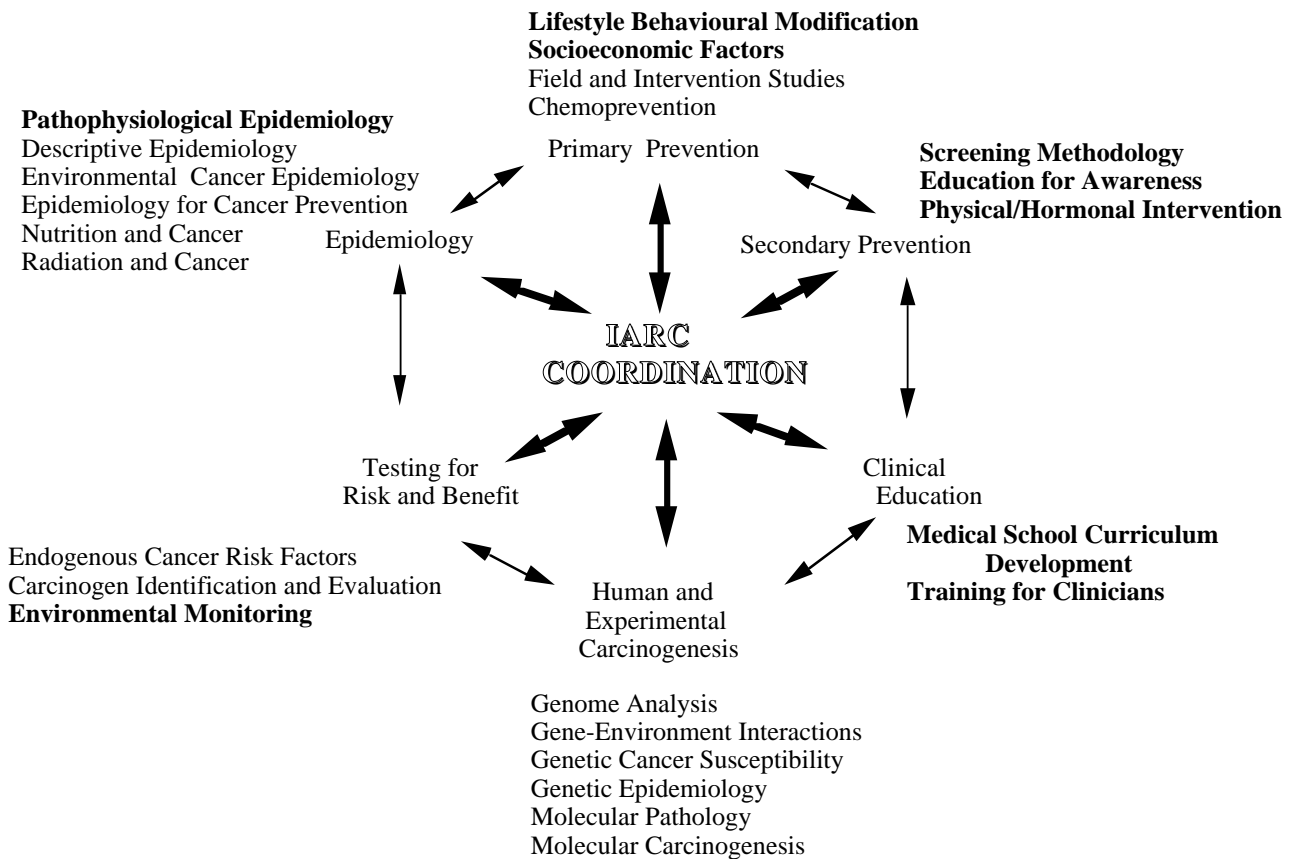 Lifestyle Behavioural Modification
Socioeconomic Factors
Field and Intervention Studies
Chemoprevention
Primary Prevention
Pathophysiological Epidemiology
Descriptive Epidemiology
Environmental Cancer Epidemiology
Epidemiology for Cancer Prevention
Nutrition and Cancer
Radiation and Cancer
Epidemiology
Screening Methodology
Education for Awareness
Physical/Hormonal Intervention
Secondary Prevention
IARC
COORDINATION
Testing for
Risk and Benefit
Endogenous Cancer Risk Factors
Carcinogen Identification and Evaluation
Environmental Monitoring
Clinical
Education
Medical School Curriculum
Development
Training for Clinicians
Human and
Experimental
Carcinogenesis
Genome Analysis
Gene-Environment Interactions
Genetic Cancer Susceptibility
Genetic Epidemiology
Molecular Pathology
Molecular Carcinogenesis